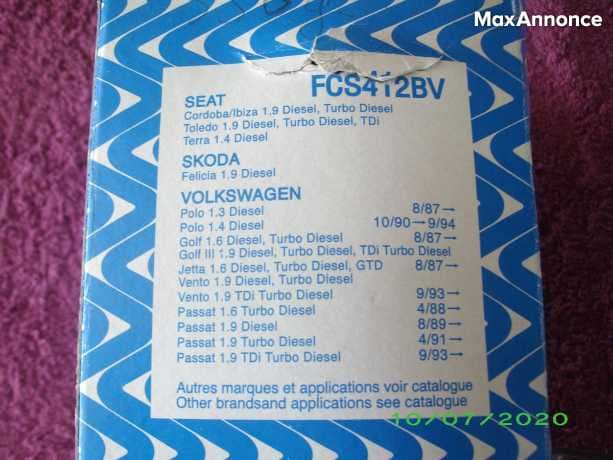 MaxAnnonce
FCS412BV
SEAT
Cordoba/Ibiza 1.9 Diesel, Turbo Diesel
Toledo 1.9 Diesel, Turbo Diesel, TDi
Terra 1.4 Diesel
SKODA
Felicia 1.9 Diesel
VOLKSWAGEN
Polo 1.3 Diesel 8/87→
Polo 1.4 Diesel 10/90→9/94
Golf 1.6 Diesel, Turbo Diesel 8/87→
Golf III 1.9 Diesel, Turbo Diesel, TDi Turbo Diesel
Jetta 1.6 Diesel, Turbo Diesel, GTD 8/87→
Vento 1.9 Diesel, Turbo Diesel
Vento 1.9 TDi Turbo Diesel 9/93→
Passat 1.6 Turbo Diesel 4/88→
Passat 1.9 Diesel 8/89→
Passat 1.9 Turbo Diesel 4/91→
Passat 1.9 TDi Turbo Diesel 9/93→
Autres marques et applications voir catalogue
Other brandsand applications see catalogue
10/07/2020